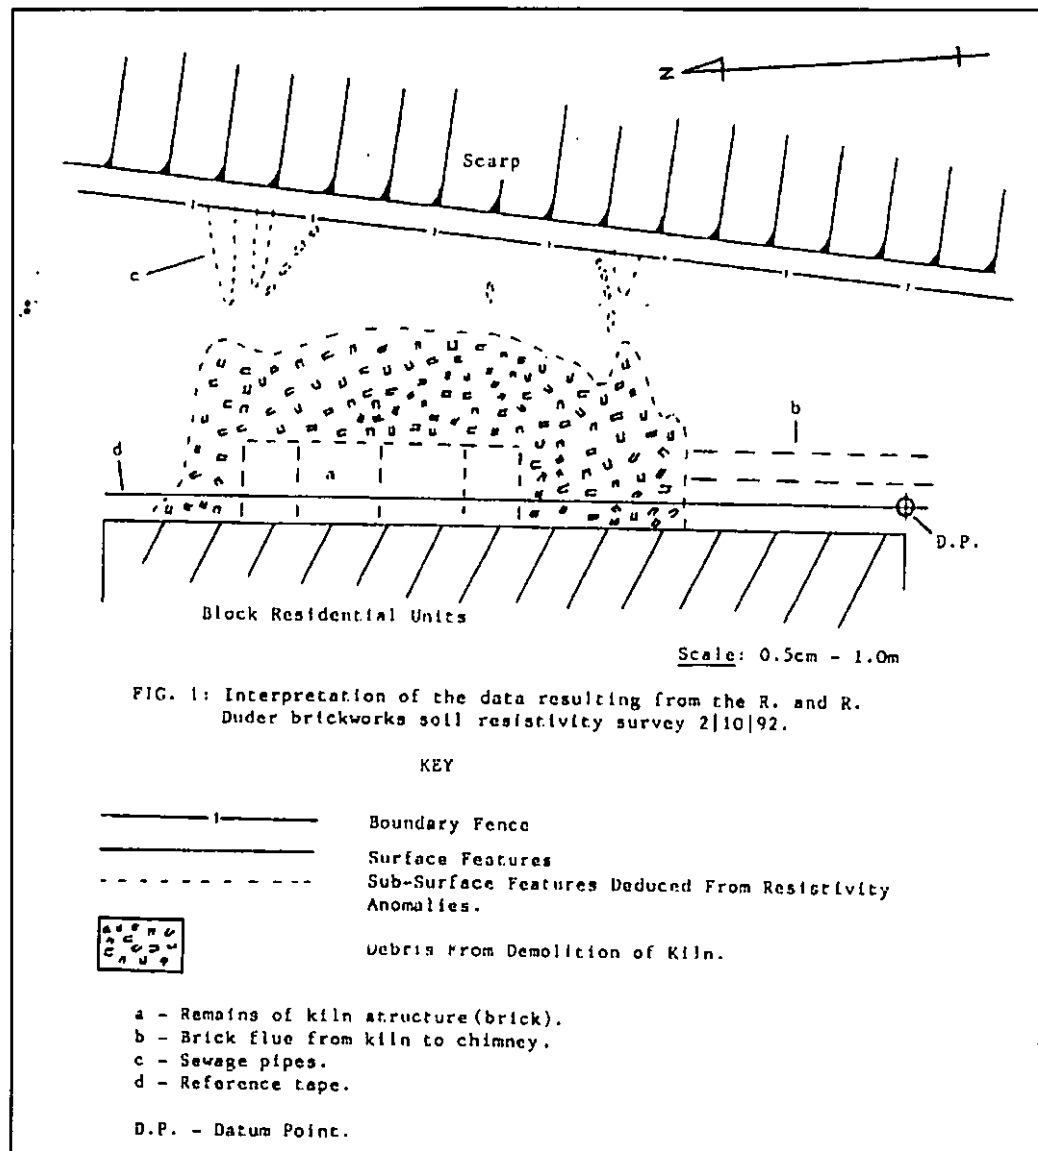 N
Scarp
c
b
d
a
D.P.
Block Residential Units
Scale: 0.5cm - 1.0m
FIG. 1: Interpretation of the data resulting from the R. and R.
Duder brickworks soil resistivity survey 2|10|92.
KEY
Boundary Fence
Surface Features
Sub-Surface Features Deduced From Resistivity
Anomalies.
Debris From Demolition of Kiln.
a - Remains of kiln structure (brick).
b - Brick flue from kiln to chimney.
c - Sewage pipes.
d - Reference tape.
D.P. - Datum Point.